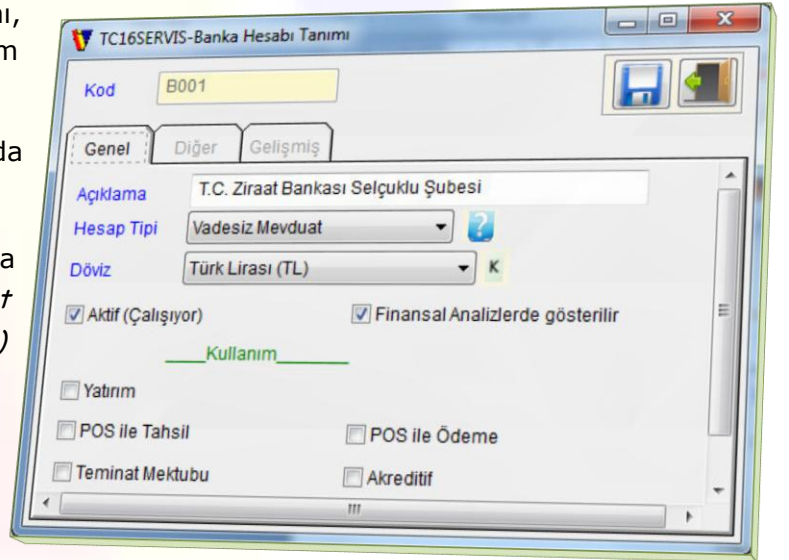 TC16SERVIS-Banka Hesabı Tanımı
Kod B001
Genel Diğer Gelişmiş
Açıklama T.C. Ziraat Bankası Selçuklu Şubesi
Hesap Tipi Vadesiz Mevduat ?
Döviz Türk Lirası (TL) K
Aktif (Çalışıyor) Finansal Analizlerde gösterilir
____Kullanım________
Yatırım
POS ile Tahsil POS ile Ödeme
Teminat Mektubu Akreditif